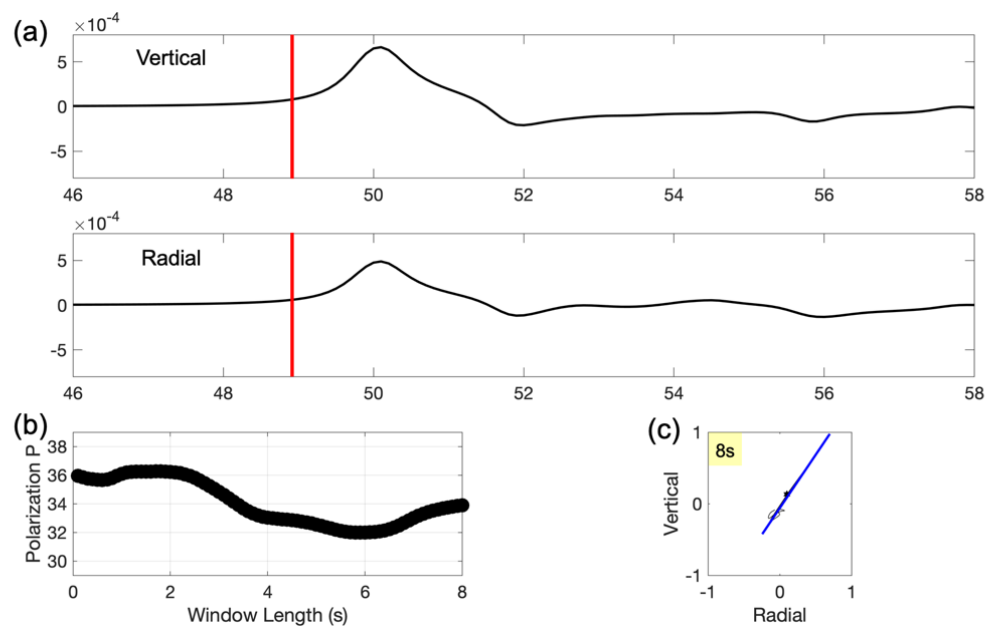 (a)
×10⁻⁴
Vertical
5
0
-5
46 48 50 52 54 56 58
×10⁻⁴
Radial
5
0
-5
46 48 50 52 54 56 58
(b)
Polarization P
38
36
34
32
30
0 2 4 6 8
Window Length (s)
(c)
8s
Vertical
1
0
-1
-1 0 1
Radial